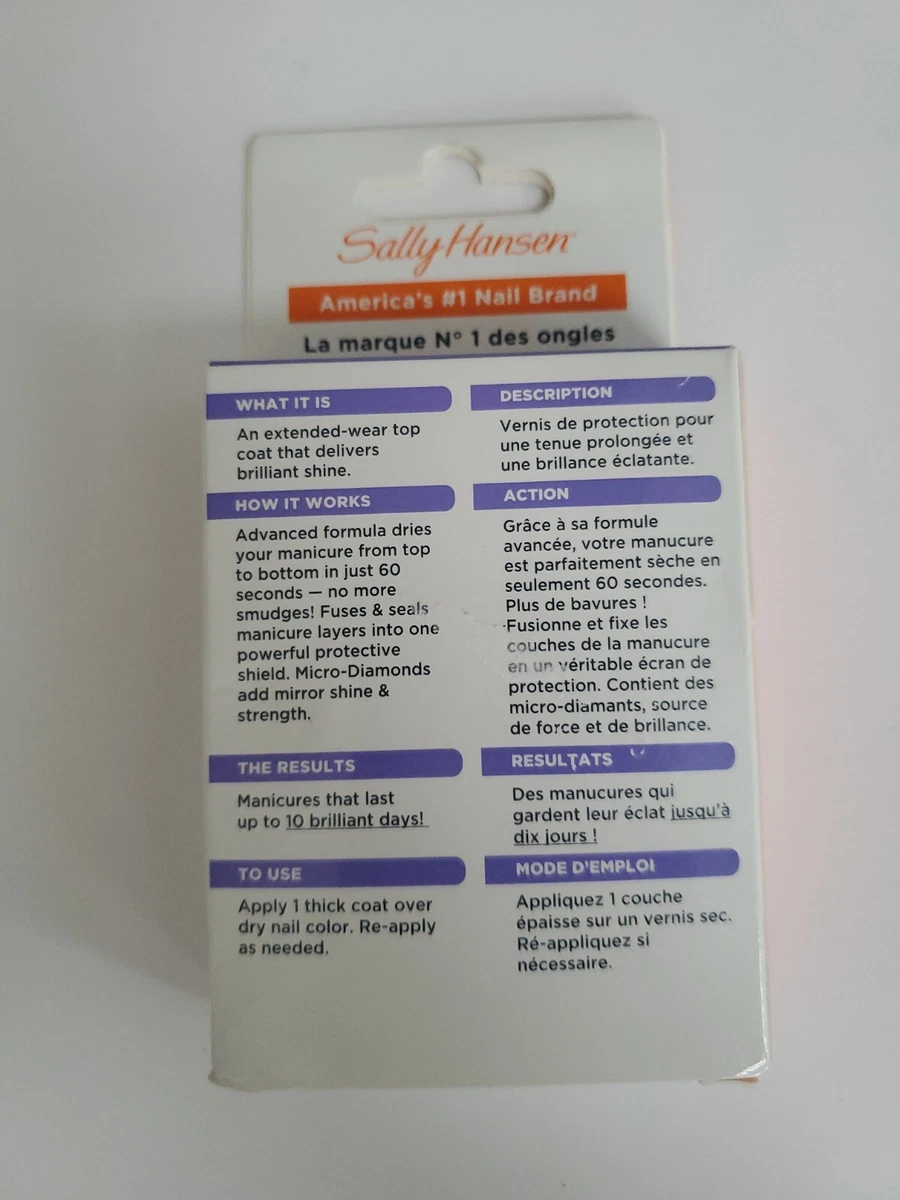 Sally Hansen
America's #1 Nail Brand
La marque N° 1 des ongles
WHAT IT IS
An extended-wear top
coat that delivers
brilliant shine.
HOW IT WORKS
Advanced formula dries
your manicure from top
to bottom in just 60
seconds — no more
smudges! Fuses & seals
manicure layers into one
powerful protective
shield. Micro-Diamonds
add mirror shine &
strength.
THE RESULTS
Manicures that last
up to 10 brilliant days!
TO USE
Apply 1 thick coat over
dry nail color. Re-apply
as needed.
DESCRIPTION
Vernis de protection pour
une tenue prolongée et
une brillance éclatante.
ACTION
Grâce à sa formule
avancée, votre manucure
est parfaitement sèche en
seulement 60 secondes.
Plus de bavures !
Fusionne et fixe les
couches de la manucure
en un véritable écran de
protection. Contient des
micro-diamants, source
de force et de brillance.
RESULTATS
Des manucures qui
gardent leur éclat jusqu'à
dix jours !
MODE D'EMPLOI
Appliquez 1 couche
épaisse sur un vernis sec.
Ré-appliquez si
nécessaire.